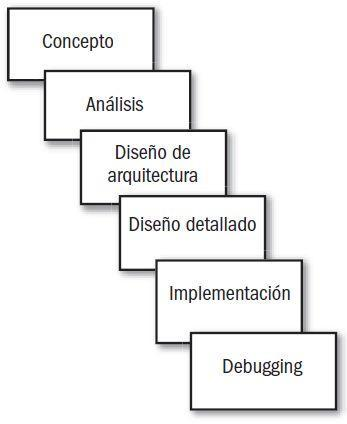 Concepto
Análisis
Diseño de
arquitectura
Diseño detallado
Implementación
Debugging